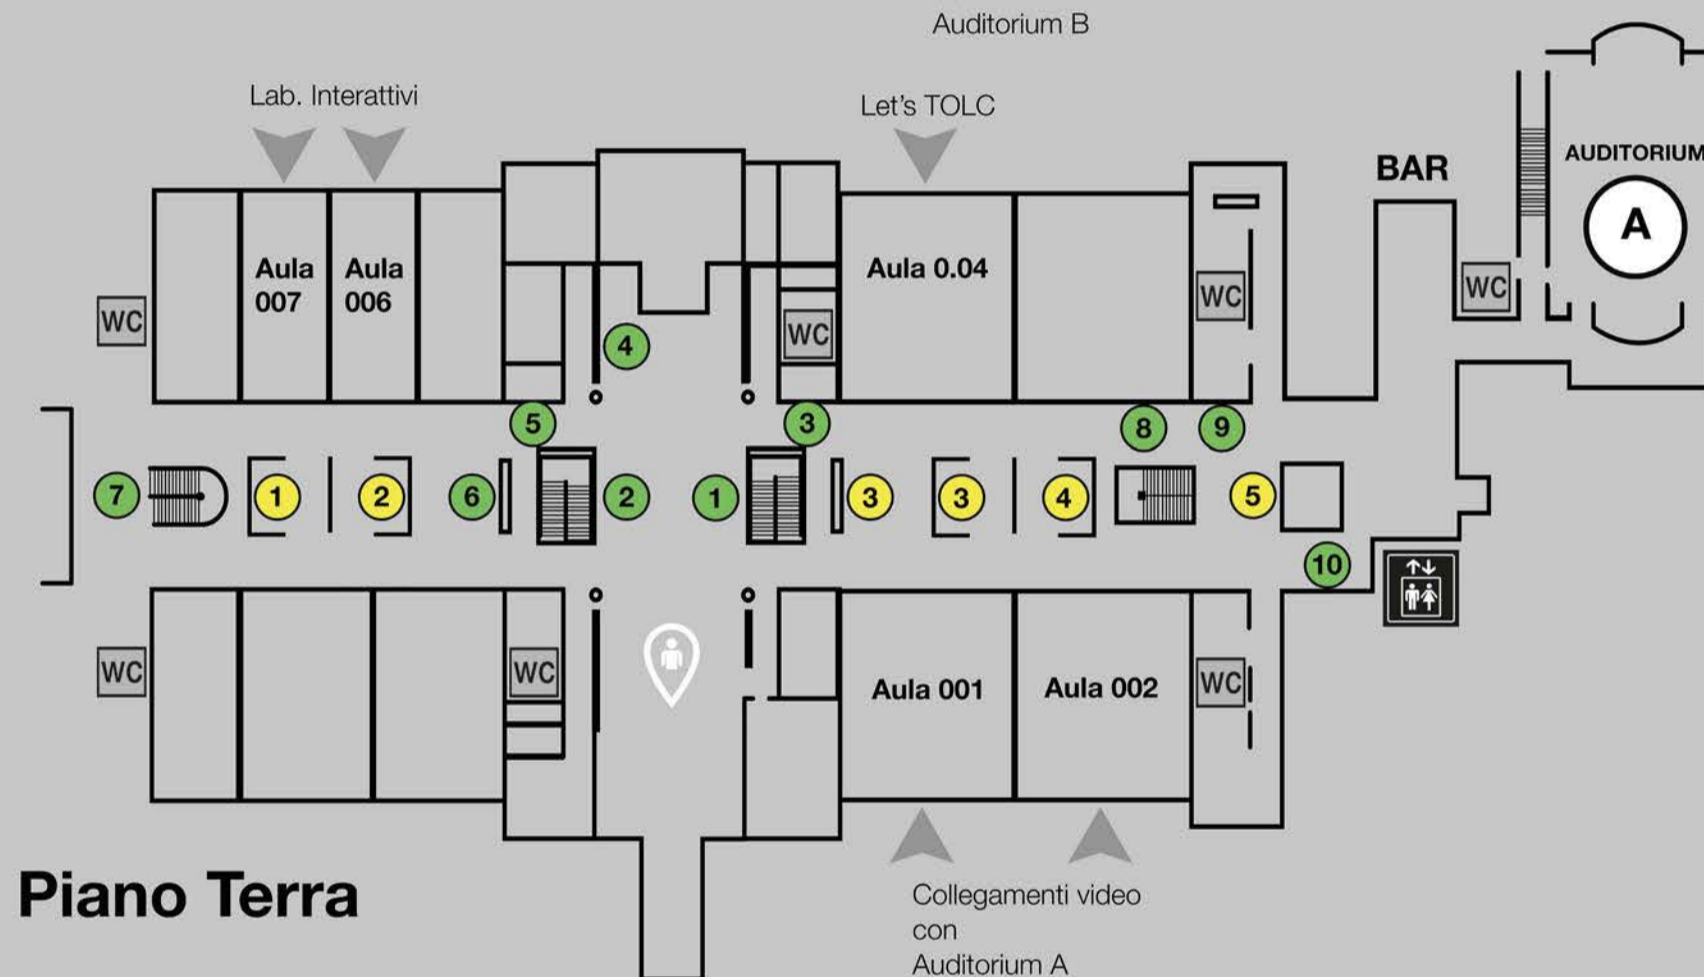 Auditorium B
Lab. Interattivi
Let's TOLC
BAR
AUDITORIUM
A
Aula
007
Aula
006
Aula 0.04
WC
WC
WC
WC
4
5
3
8
9
7
1
2
6
2
1
3
3
4
5
10
WC
WC
WC
Aula 001
Aula 002
Piano Terra
Collegamenti video
con
Auditorium A